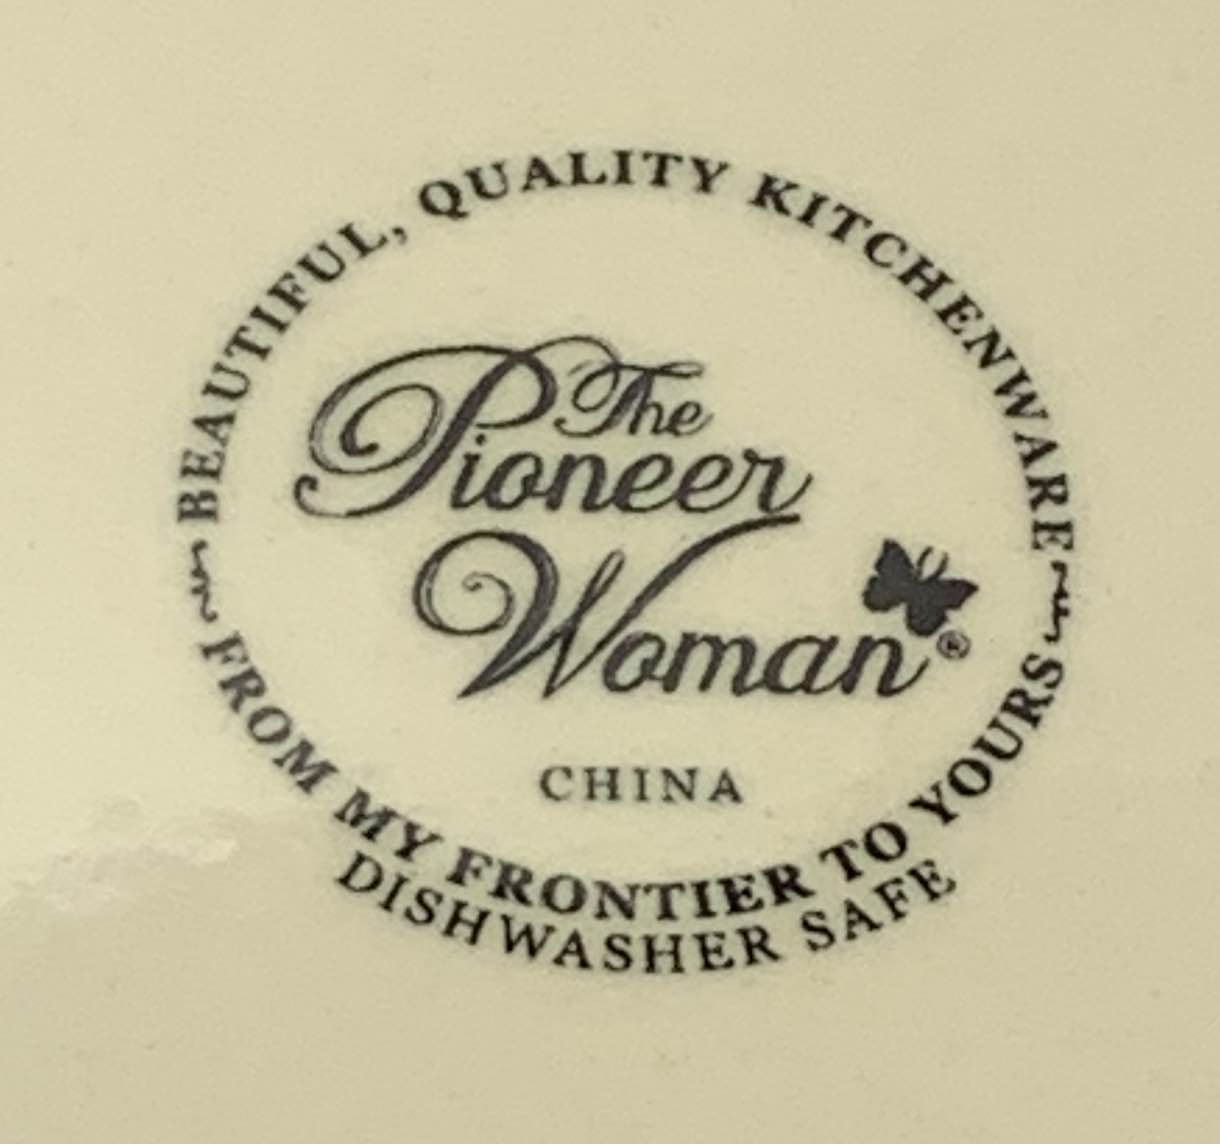 BEAUTIFUL, QUALITY KITCHENWARE
The
Pioneer
Woman®
CHINA
FROM MY FRONTIER TO YOURS
DISHWASHER SAFE